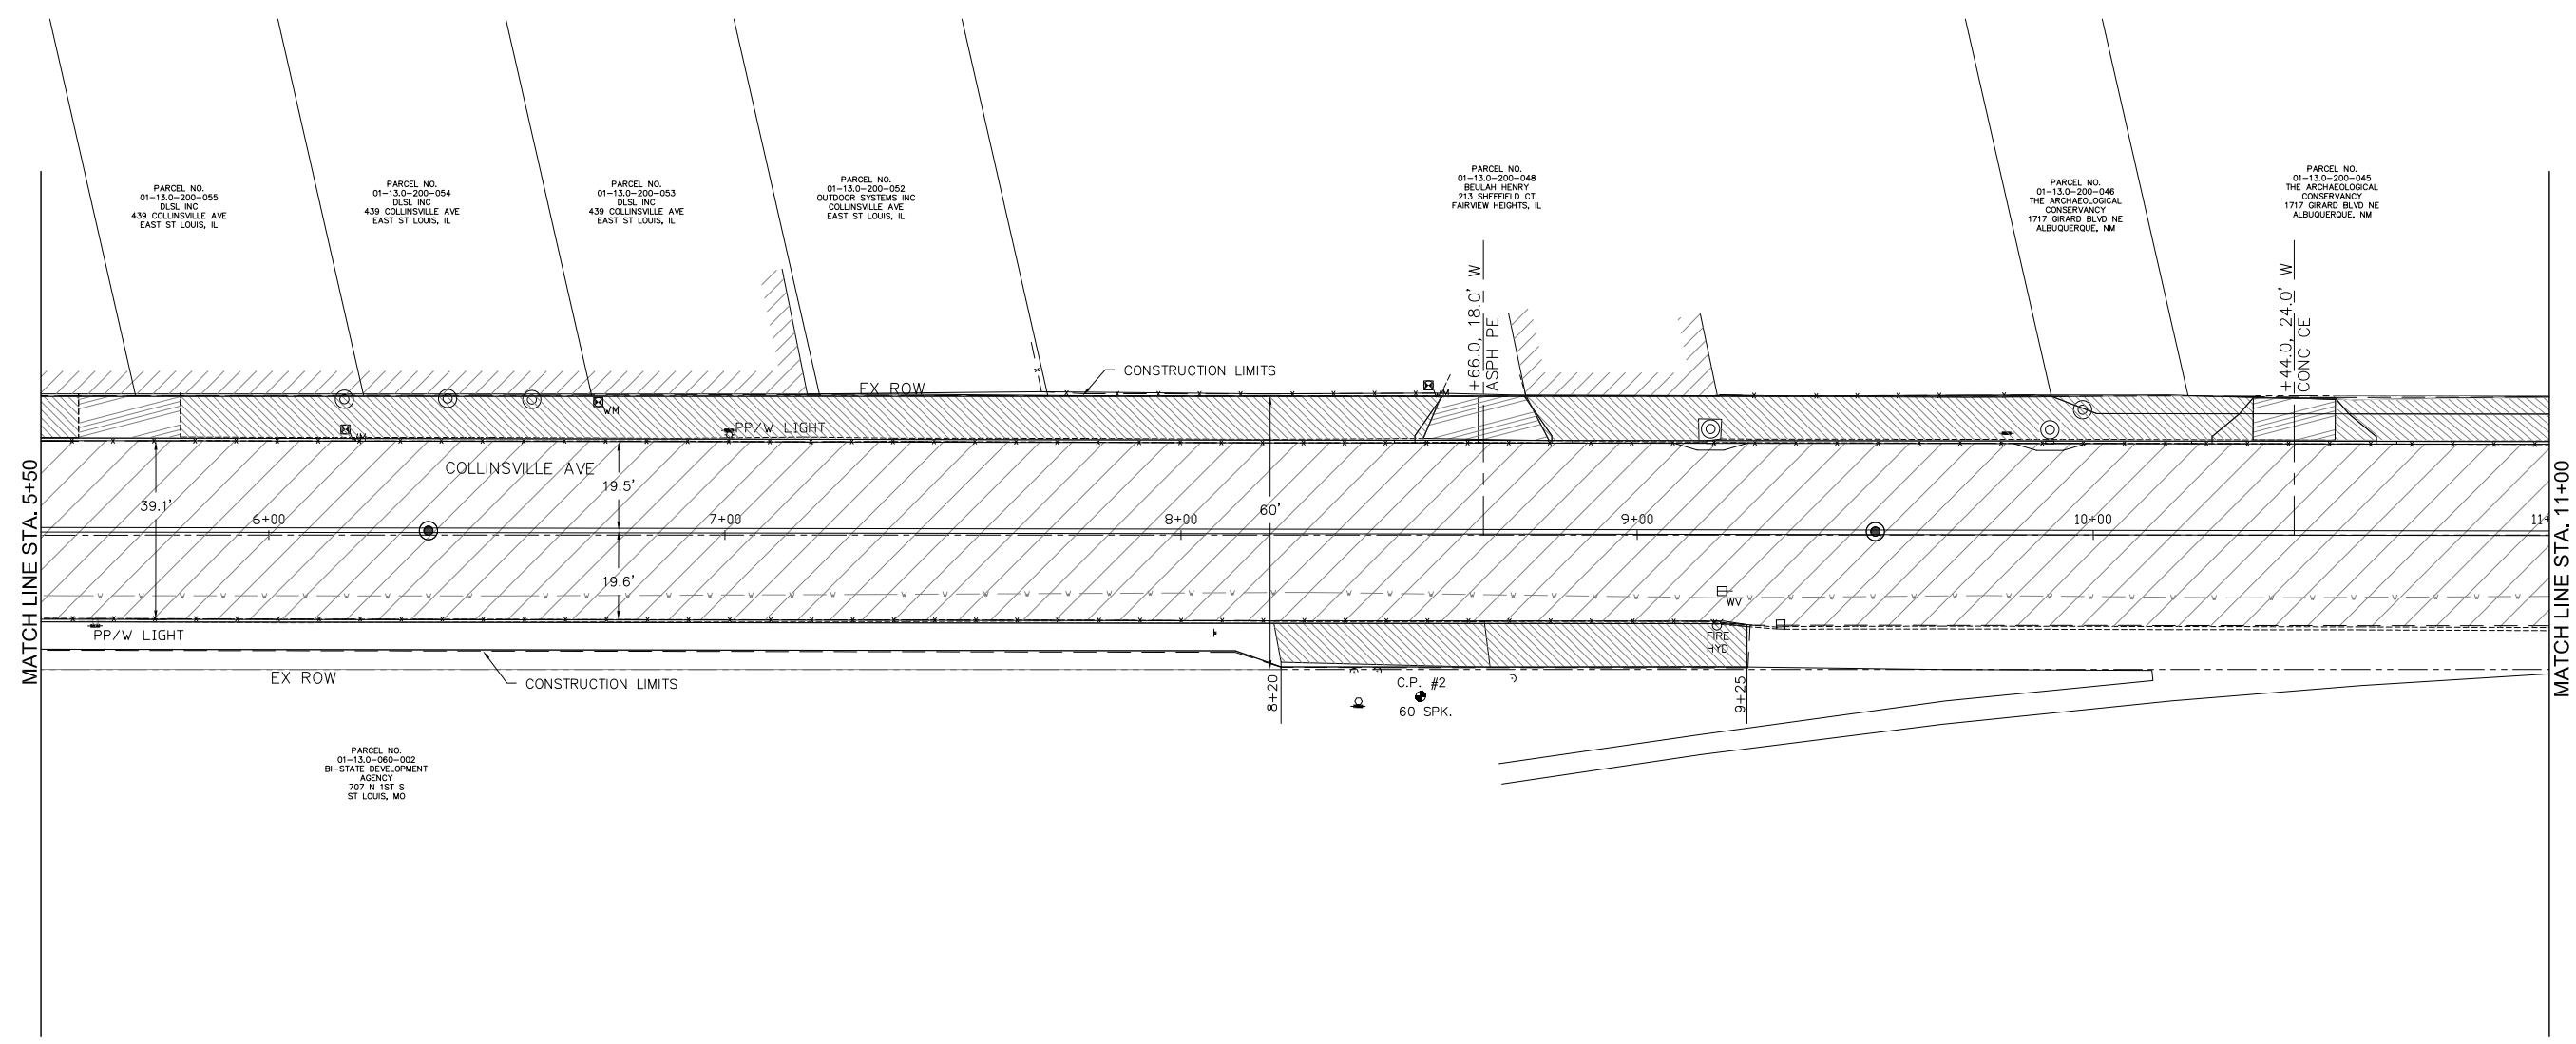 PARCEL NO.
01-13.0-200-055
DLSL INC
439 COLLINSVILLE AVE
EAST ST LOUIS, IL
PARCEL NO.
01-13.0-200-054
DLSL INC
439 COLLINSVILLE AVE
EAST ST LOUIS, IL
PARCEL NO.
01-13.0-200-053
DLSL INC
439 COLLINSVILLE AVE
EAST ST LOUIS, IL
PARCEL NO.
01-13.0-200-052
OUTDOOR SYSTEMS INC
COLLINSVILLE AVE
EAST ST LOUIS, IL
PARCEL NO.
01-13.0-200-048
BEULAH HENRY
213 SHEFFIELD CT
FAIRVIEW HEIGHTS, IL
PARCEL NO.
01-13.0-200-046
THE ARCHAEOLOGICAL
CONSERVANCY
1717 GIRARD BLVD NE
ALBUQUERQUE, NM
PARCEL NO.
01-13.0-200-045
THE ARCHAEOLOGICAL
CONSERVANCY
1717 GIRARD BLVD NE
ALBUQUERQUE, NM
+66.0, 18.0' W
ASPH PE
+44.0, 24.0' W
CONC CE
CONSTRUCTION LIMITS
EX ROW
WM
WM
WM
PP/W LIGHT
COLLINSVILLE AVE
39.1'
19.5'
60'
6+00
7+00
8+00
9+00
10+00
11+
19.6'
WV
FIRE
HYD
PP/W LIGHT
EX ROW
CONSTRUCTION LIMITS
8+20
C.P. #2
60 SPK.
9+25
MATCH LINE STA. 5+50
MATCH LINE STA. 11+00
PARCEL NO.
01-13.0-060-002
BI-STATE DEVELOPMENT
AGENCY
707 N 1ST S
ST LOUIS, MO